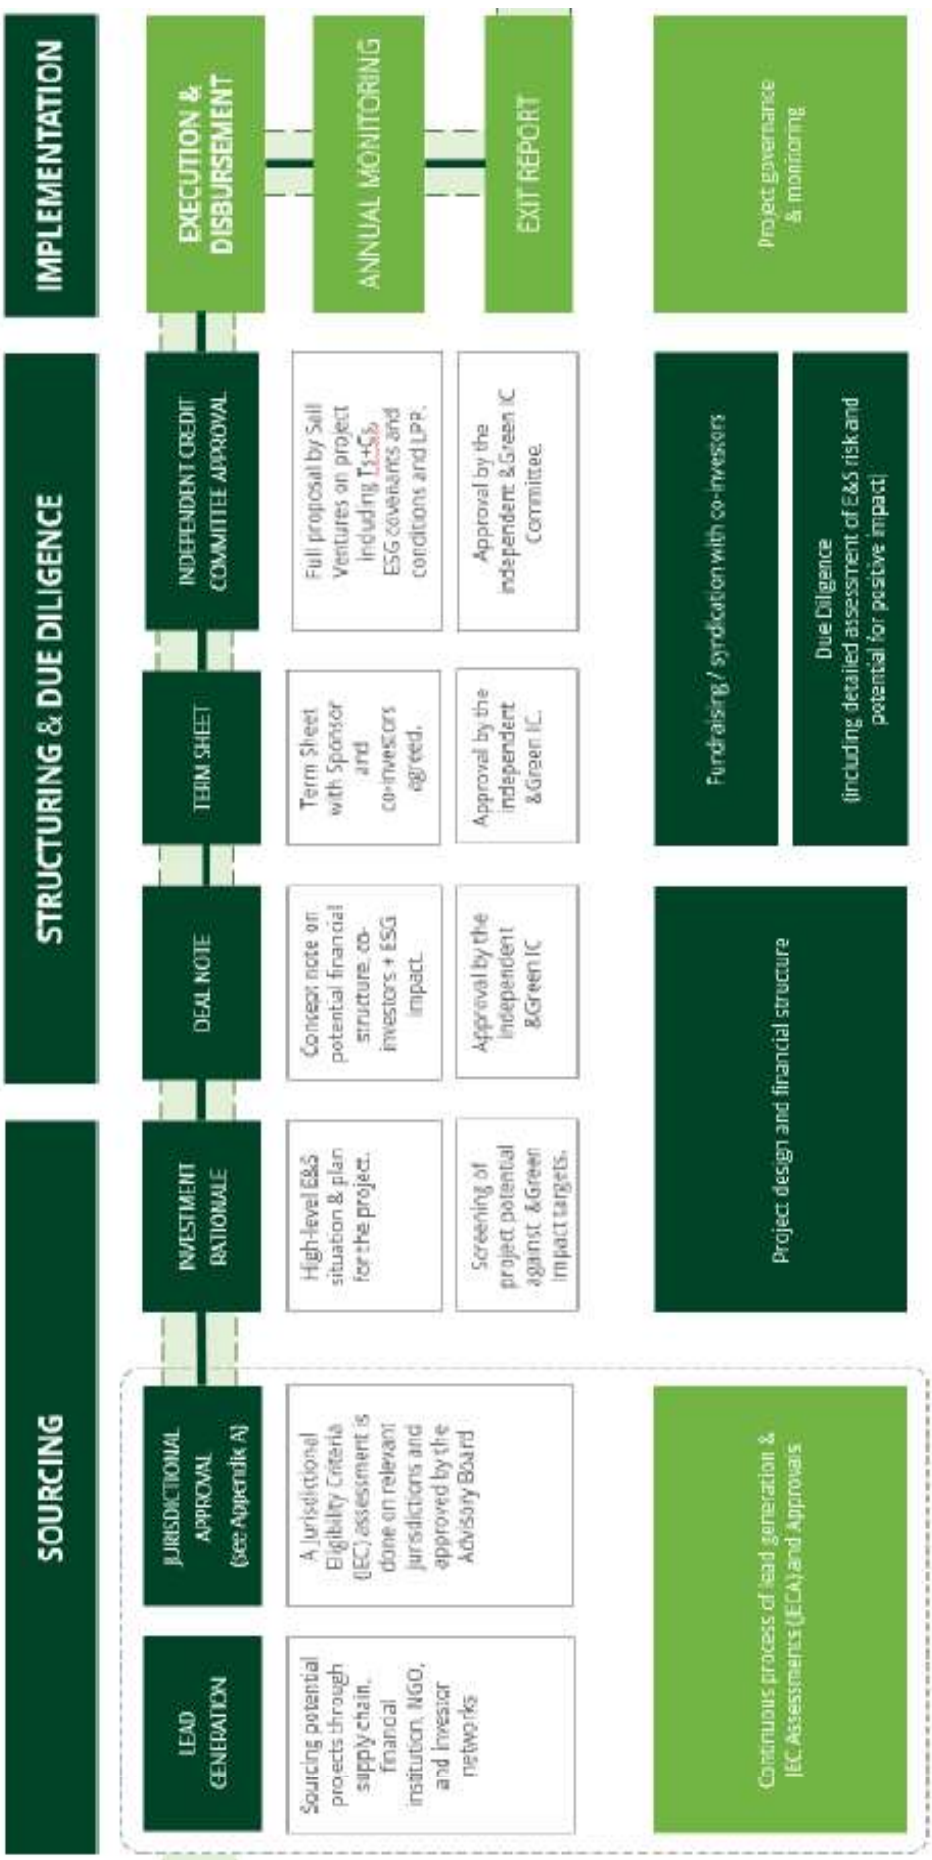 SOURCING
STRUCTURING & DUE DILIGENCE
IMPLEMENTATION
LEAD
GENERATION
JURISDICTIONAL
APPROVAL
(see Appendix A)
INVESTMENT
RATIONALE
DEAL NOTE
TERM SHEET
INDEPENDENT CREDIT
COMMITTEE APPROVAL
EXECUTION &
DISBURSEMENT
Sourcing potential
projects through
supply chain,
financial
institution, NGO,
and investor
networks
A Jurisdictional
Eligibility Criteria
(JEC) assessment is
done on relevant
jurisdictions and
approved by the
Advisory Board
High-level E&S
situation & plan
for the project.
Concept note on
potential financial
structure, co-
investors + ESG
impact.
Term Sheet
with Sponsor
and
co-investors
agreed.
Full proposal by Sail
Ventures on project
including Ts+Cs,
ESG covenants and
conditions and LPP.
ANNUAL MONITORING
Screening of
project potential
against &Green
impact targets.
Approval by the
independent
&Green IC
Approval by the
independent
&Green IC.
Approval by the
independent &Green IC
Committee.
EXIT REPORT
Continuous process of lead generation &
JEC Assessments (JECA) and Approvals
Project design and financial structure
Fundraising / syndication with co-investors
Due Diligence
(including detailed assessment of E&S risk and
potential for positive impact)
Project governance
& monitoring